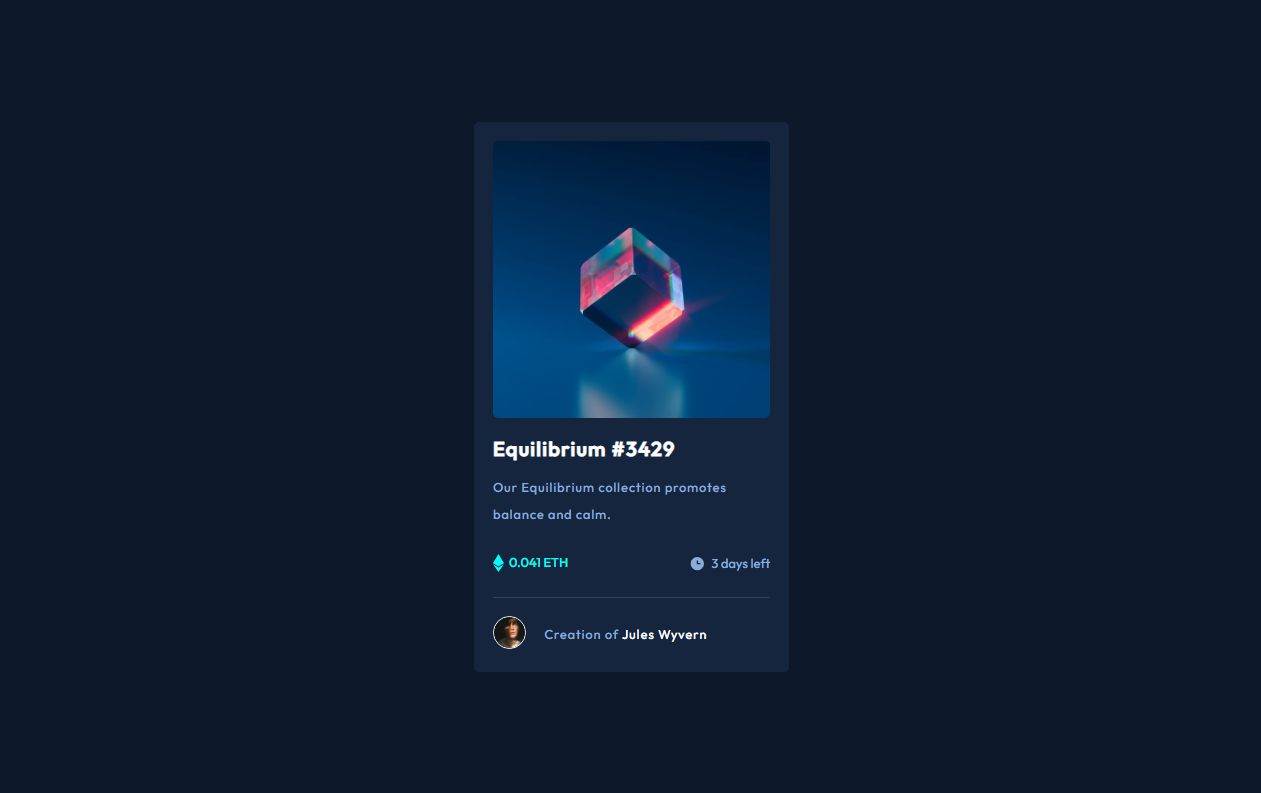 Equilibrium #3429
Our Equilibrium collection promotes
balance and calm.
0.041 ETH
3 days left
Creation of Jules Wyvern